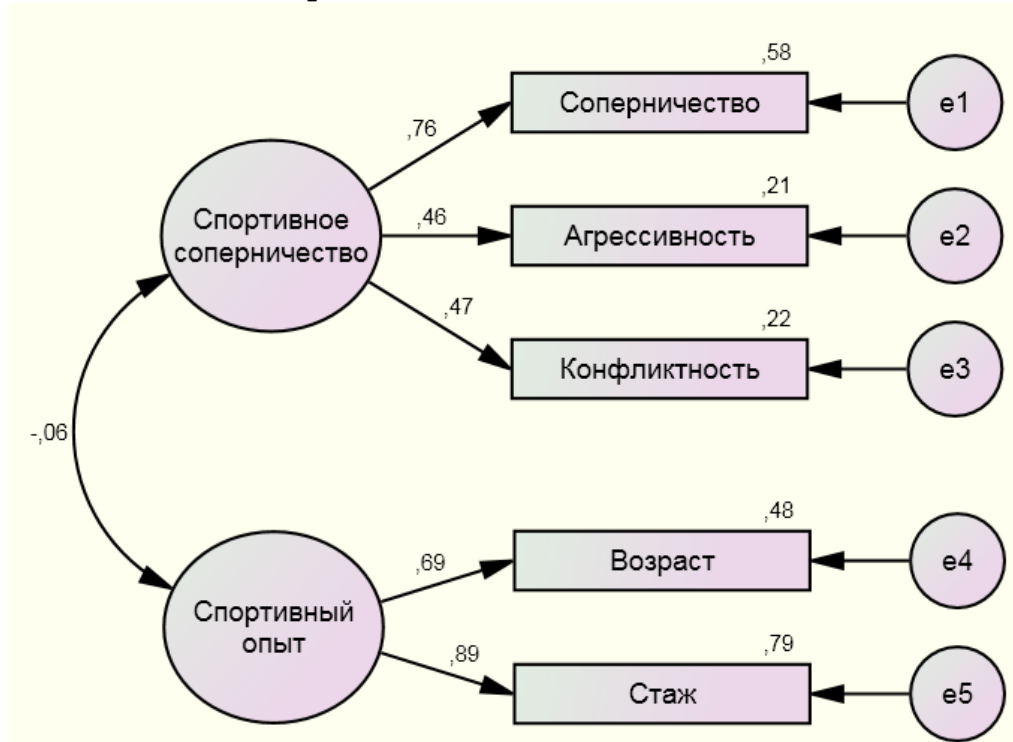 ,58
Соперничество
e1
,76
,21
Спортивное
соперничество
,46
Агрессивность
e2
,47
,22
Конфликтность
e3
-,06
,48
Возраст
e4
,69
Спортивный
опыт
,89
,79
Стаж
e5